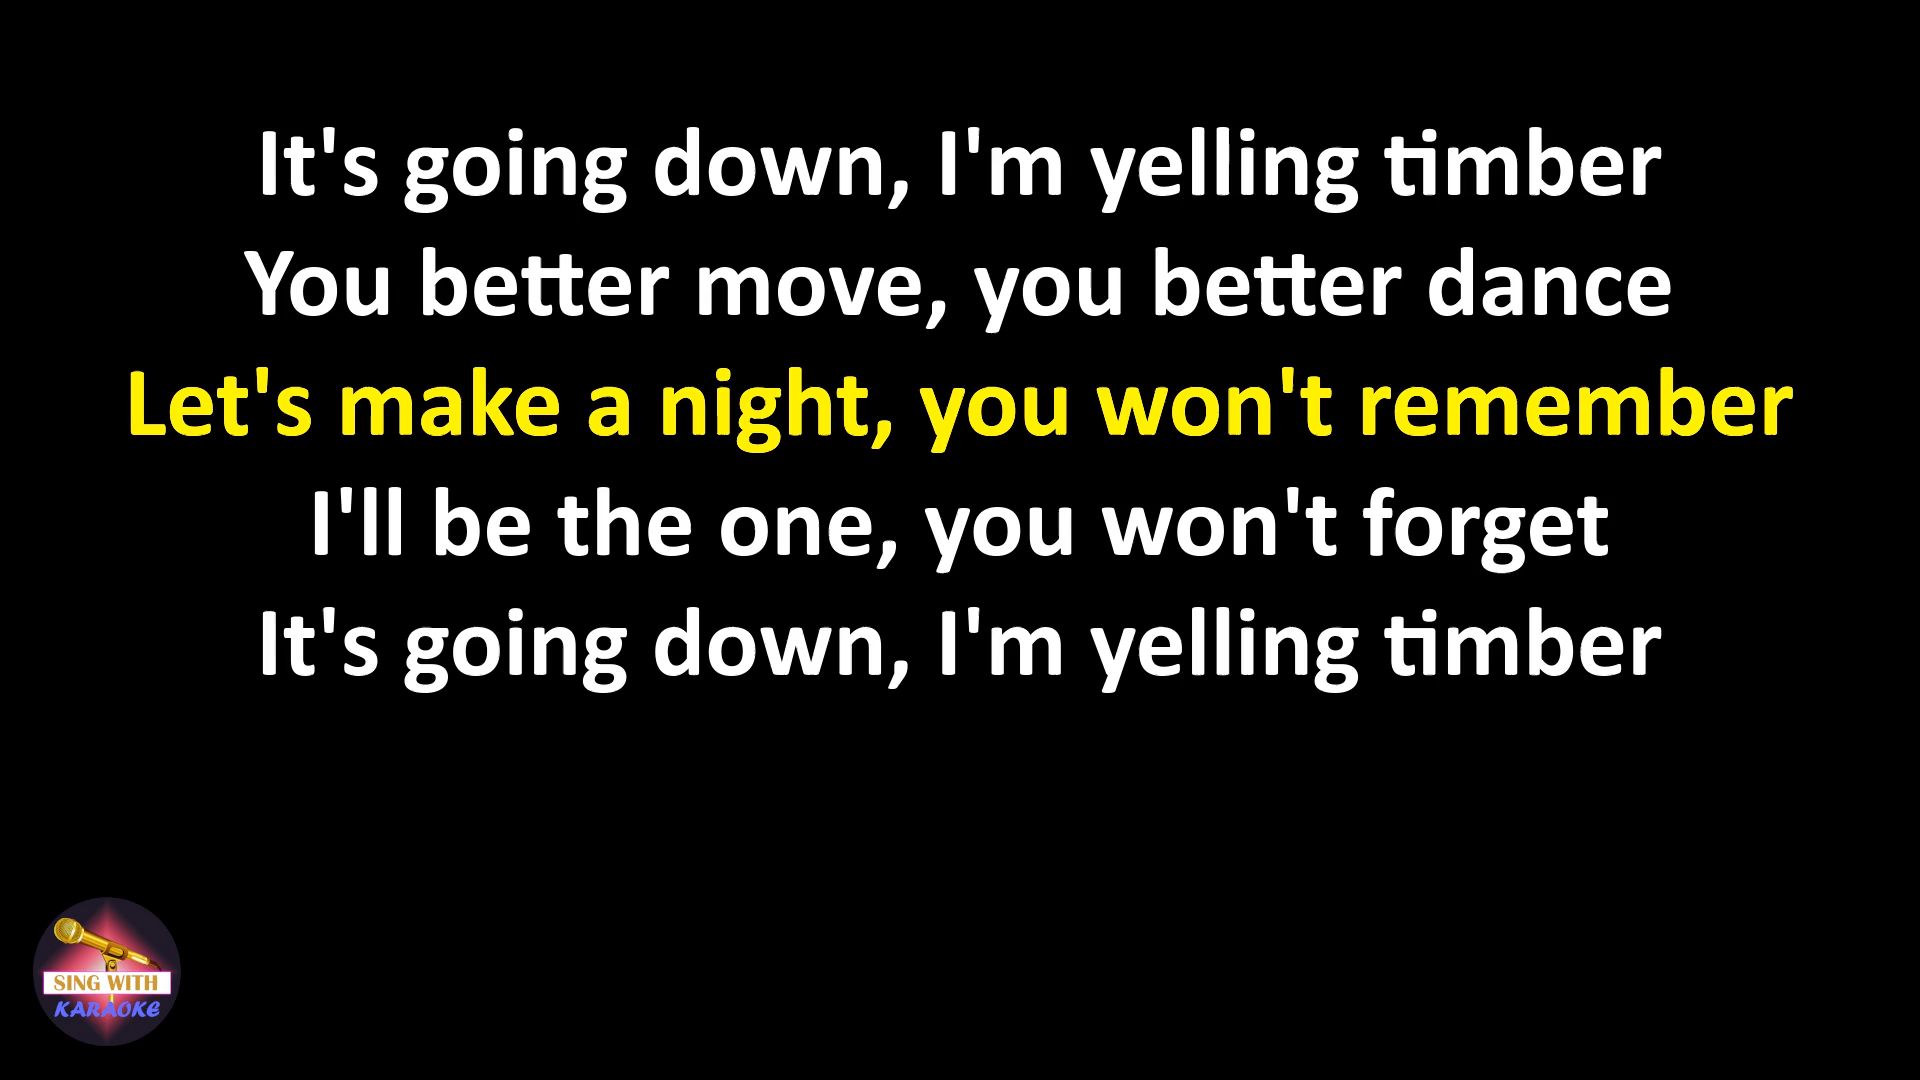 It's going down, I'm yelling timber
You better move, you better dance
Let's make a night, you won't remember
I'll be the one, you won't forget
It's going down, I'm yelling timber
SING WITH
KARAOKE